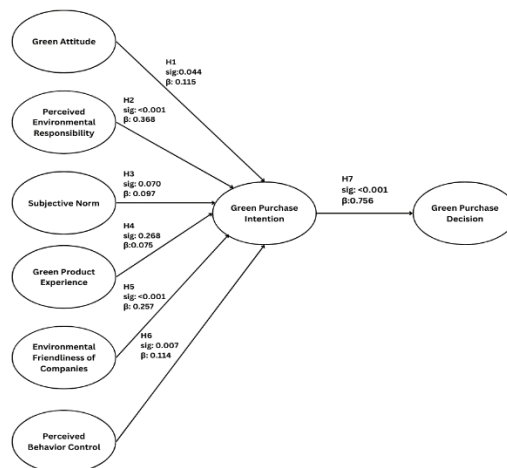 Green Attitude
H1
sig:0.044
β: 0.115
Perceived
Environmental
Responsibility
H2
sig: <0.001
β: 0.368
Subjective Norm
H3
sig: 0.070
β: 0.097
Green Product
Experience
H4
sig: 0.268
β:0.075
Environmental
Friendliness of
Companies
H5
sig: <0.001
β: 0.257
Perceived
Behavior Control
H6
sig: 0.007
β: 0.114
Green Purchase
Intention
H7
sig: <0.001
β:0.756
Green Purchase
Decision